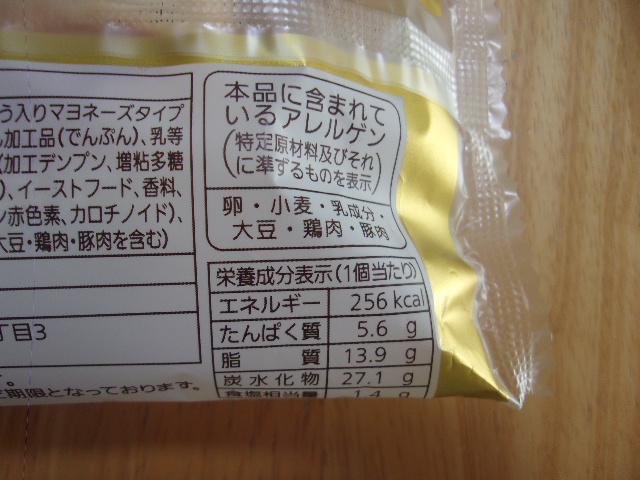 う入りマヨネーズタイプ
加工品(でんぷん)、乳等
加工デンプン、増粘多糖
)、イーストフード、香料、
赤色素、カロチノイド)、
大豆・鶏肉・豚肉を含む)
丁目3
期限となっております。
本品に含まれて
いるアレルゲン
(特定原材料及びそれ
に準ずるものを表示)
卵・小麦・乳成分・
大豆・鶏肉・豚肉
栄養成分表示(1個当たり)
エネルギー 256 kcal
たんぱく質 5.6 g
脂質 13.9 g
炭水化物 27.1 g
食塩相当量 1.4 g